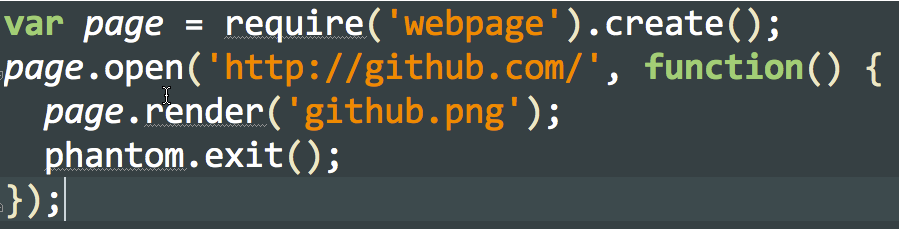 var page = require('webpage').create();
page.open('http://github.com/', function() {
  page.render('github.png');
  phantom.exit();
});